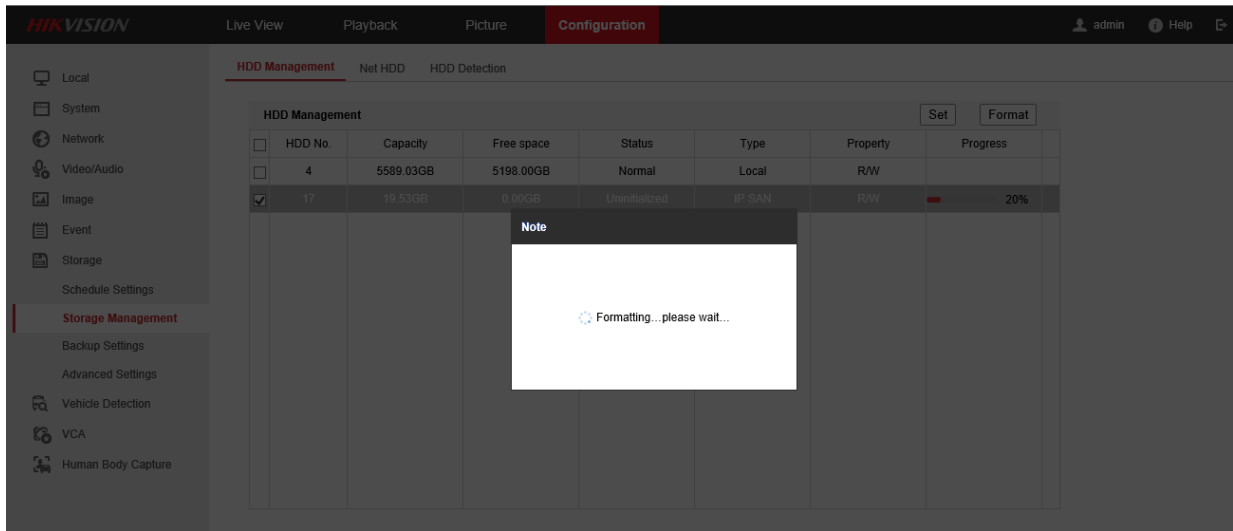 HIKVISION Live View Playback Picture Configuration admin Help
HDD Management Net HDD HDD Detection
Local
System
Network
Video/Audio
Image
Event
Storage
Schedule Settings
Storage Management
Backup Settings
Advanced Settings
Vehicle Detection
VCA
Human Body Capture
HDD Management Set Format
HDD No. Capacity Free space Status Type Property Progress
4 5589.03GB 5198.00GB Normal Local R/W
17 19.53GB 0.00GB Uninitialized IP SAN R/W 20%
Note
Formatting...please wait...